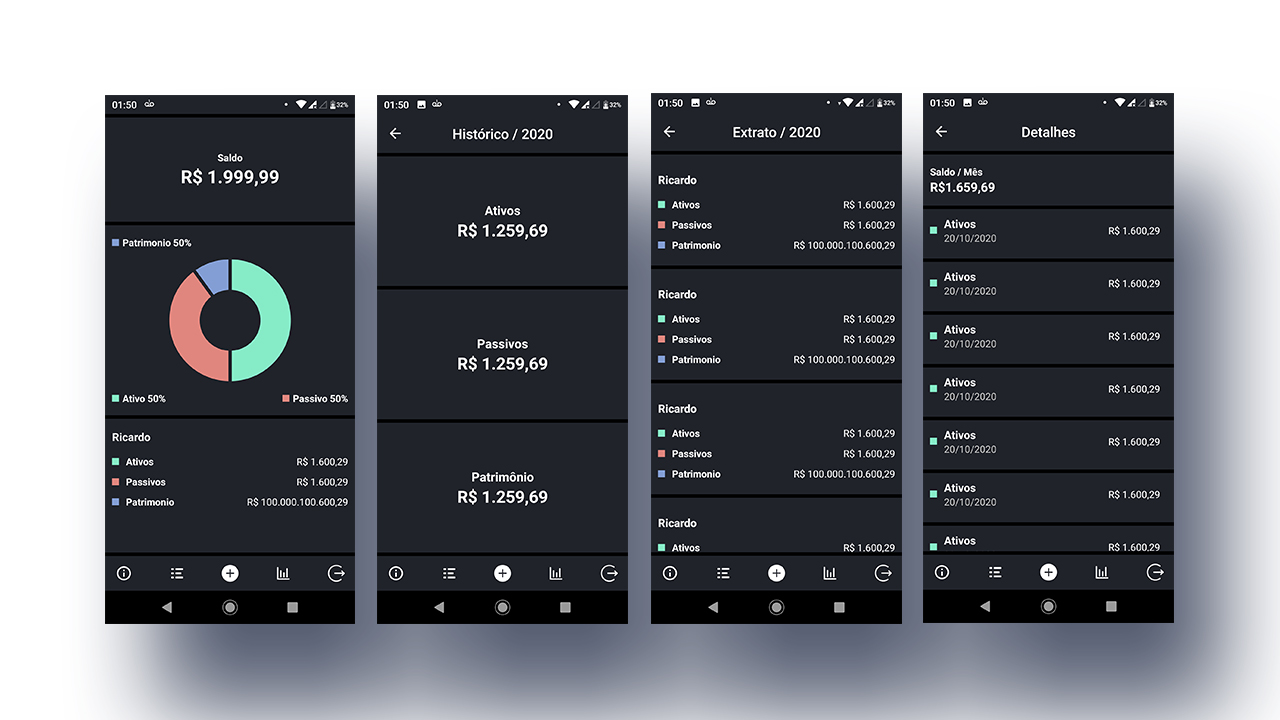 01:50
32%
Saldo
R$ 1.999,99
Patrimonio 50%
Ativo 50%
Passivo 50%
Ricardo
Ativos R$ 1.600,29
Passivos R$ 1.600,29
Patrimonio R$ 100.000.100.600,29
01:50
32%
Histórico / 2020
Ativos
R$ 1.259,69
Passivos
R$ 1.259,69
Patrimônio
R$ 1.259,69
01:50
32%
Extrato / 2020
Ricardo
Ativos R$ 1.600,29
Passivos R$ 1.600,29
Patrimonio R$ 100.000.100.600,29
Ricardo
Ativos R$ 1.600,29
Passivos R$ 1.600,29
Patrimonio R$ 100.000.100.600,29
Ricardo
Ativos R$ 1.600,29
Passivos R$ 1.600,29
Patrimonio R$ 100.000.100.600,29
Ricardo
Ativos R$ 1.600,29
01:50
32%
Detalhes
Saldo / Mês
R$1.659,69
Ativos
20/10/2020
R$ 1.600,29
Ativos
20/10/2020
R$ 1.600,29
Ativos
20/10/2020
R$ 1.600,29
Ativos
20/10/2020
R$ 1.600,29
Ativos
20/10/2020
R$ 1.600,29
Ativos
20/10/2020
R$ 1.600,29
Ativos
R$ 1.600,29